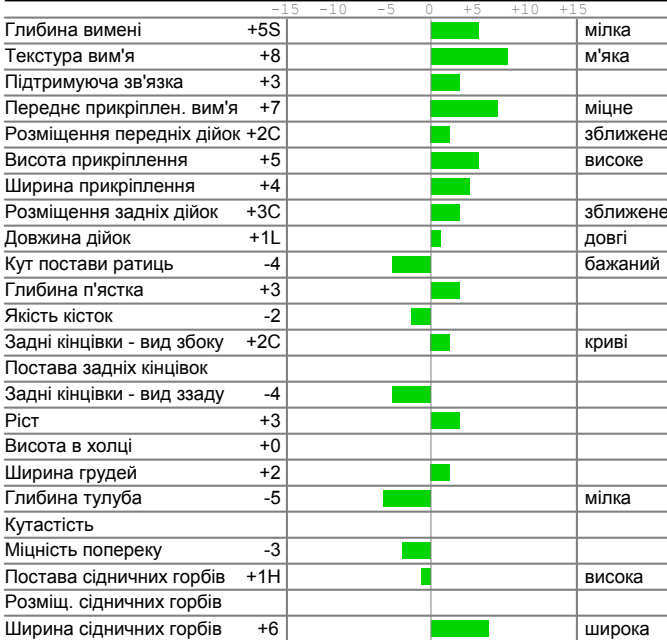 -15 -10 -5 0 +5 +10 +15
Глибина вимені +5S мілка
Текстура вим'я +8 м'яка
Підтримуюча зв'язка +3
Переднє прикріплен. вим'я +7 міцне
Розміщення передніх дійок +2C зближене
Висота прикріплення +5 високе
Ширина прикріплення +4
Розміщення задніх дійок +3C зближене
Довжина дійок +1L довгі
Кут постави ратиць -4 бажаний
Глибина п'ястка +3
Якість кісток -2
Задні кінцівки - вид збоку +2C криві
Постава задніх кінцівок
Задні кінцівки - вид ззаду -4
Ріст +3
Висота в холці +0
Ширина грудей +2
Глибина тулуба -5 мілка
Кутастість
Міцність попереку -3
Постава сідничних горбів +1H висока
Розміщ. сідничних горбів
Ширина сідничних горбів +6 широка